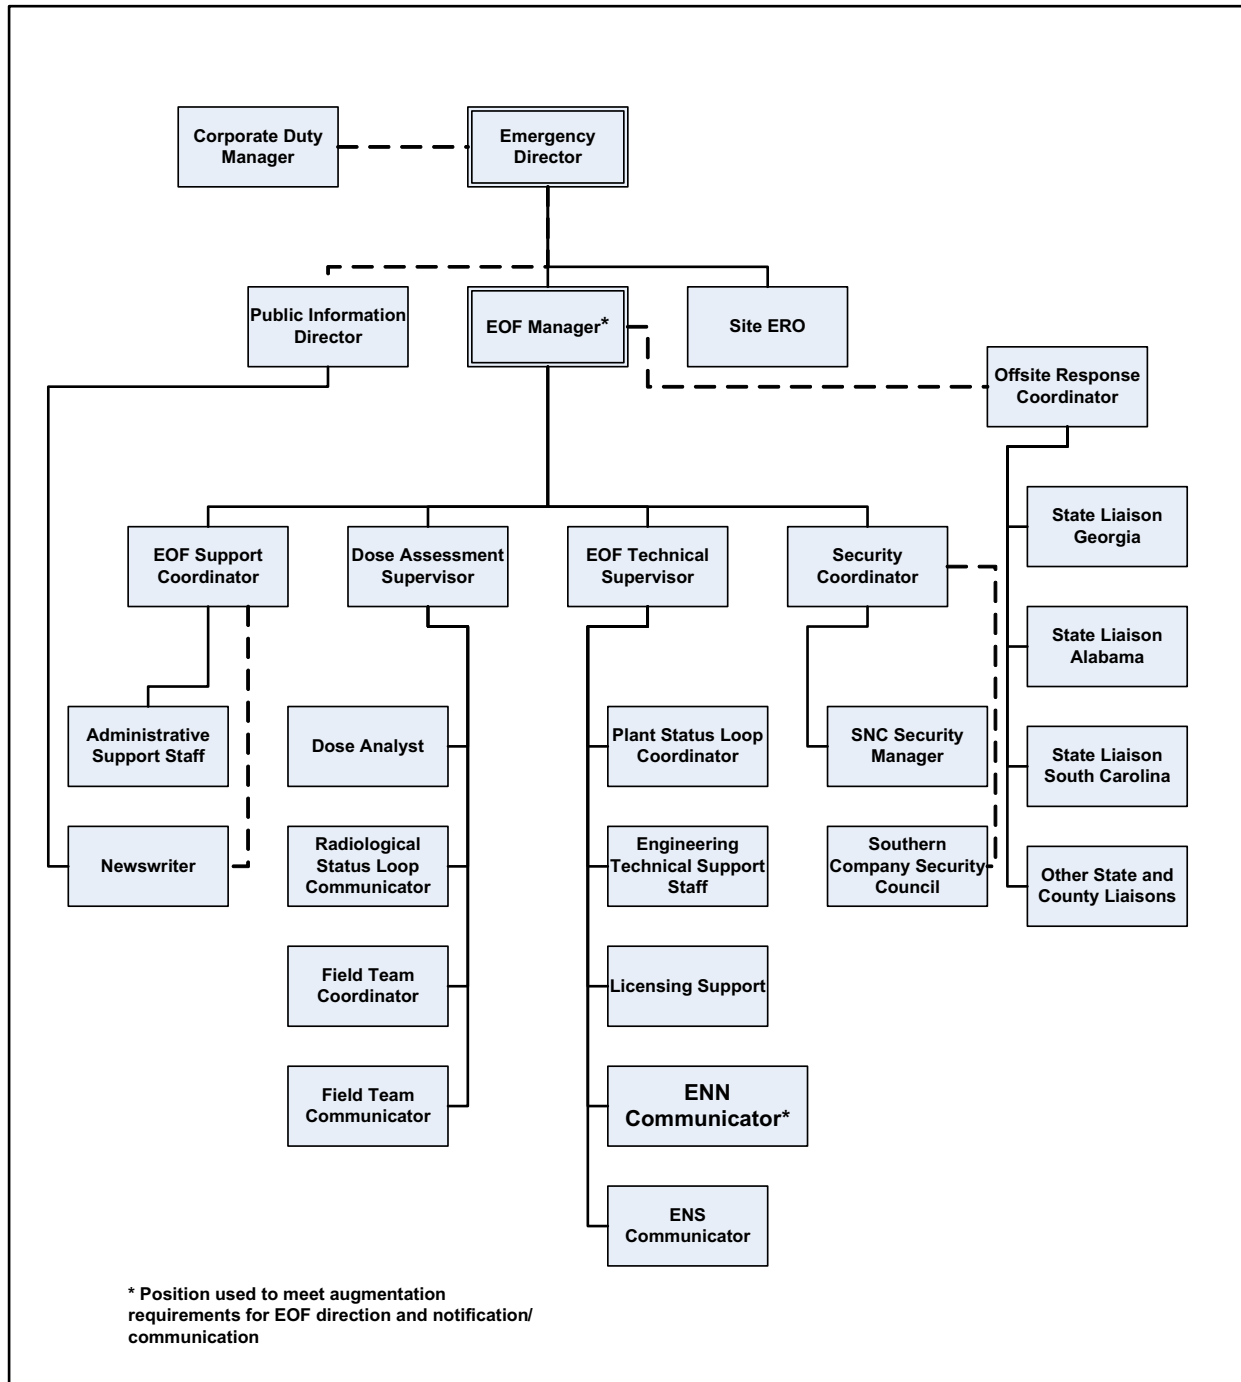 Corporate Duty
Manager
Emergency
Director
Public Information
Director
EOF Manager*
Site ERO
Offsite Response
Coordinator
EOF Support
Coordinator
Dose Assessment
Supervisor
EOF Technical
Supervisor
Security
Coordinator
State Liaison
Georgia
State Liaison
Alabama
Administrative
Support Staff
Dose Analyst
Plant Status Loop
Coordinator
SNC Security
Manager
State Liaison
South Carolina
Newswriter
Radiological
Status Loop
Communicator
Engineering
Technical Support
Staff
Southern
Company Security
Council
Other State and
County Liaisons
Field Team
Coordinator
Licensing Support
Field Team
Communicator
ENN
Communicator*
ENS
Communicator
* Position used to meet augmentation
requirements for EOF direction and notification/
communication